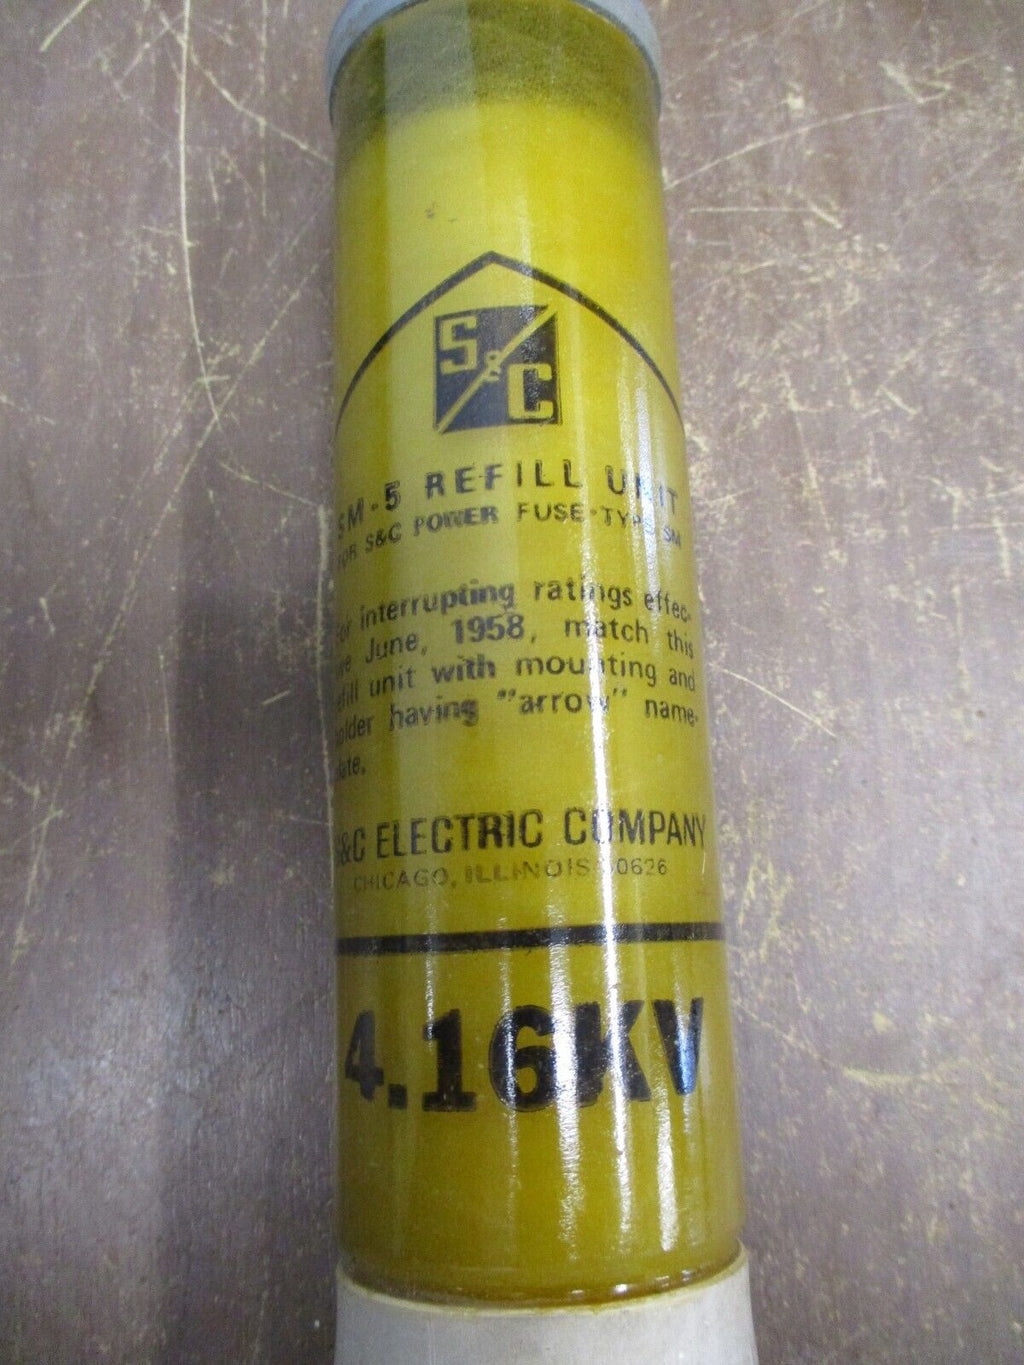 S&C
SM-5 REFILL UNIT
FOR S&C POWER FUSE-TYPE SM
For interrupting ratings effec-
June, 1958, match this
refill unit with mounting and
holder having "arrow" name-
plate.
S&C ELECTRIC COMPANY
CHICAGO, ILLINOIS 60626
4.16KV